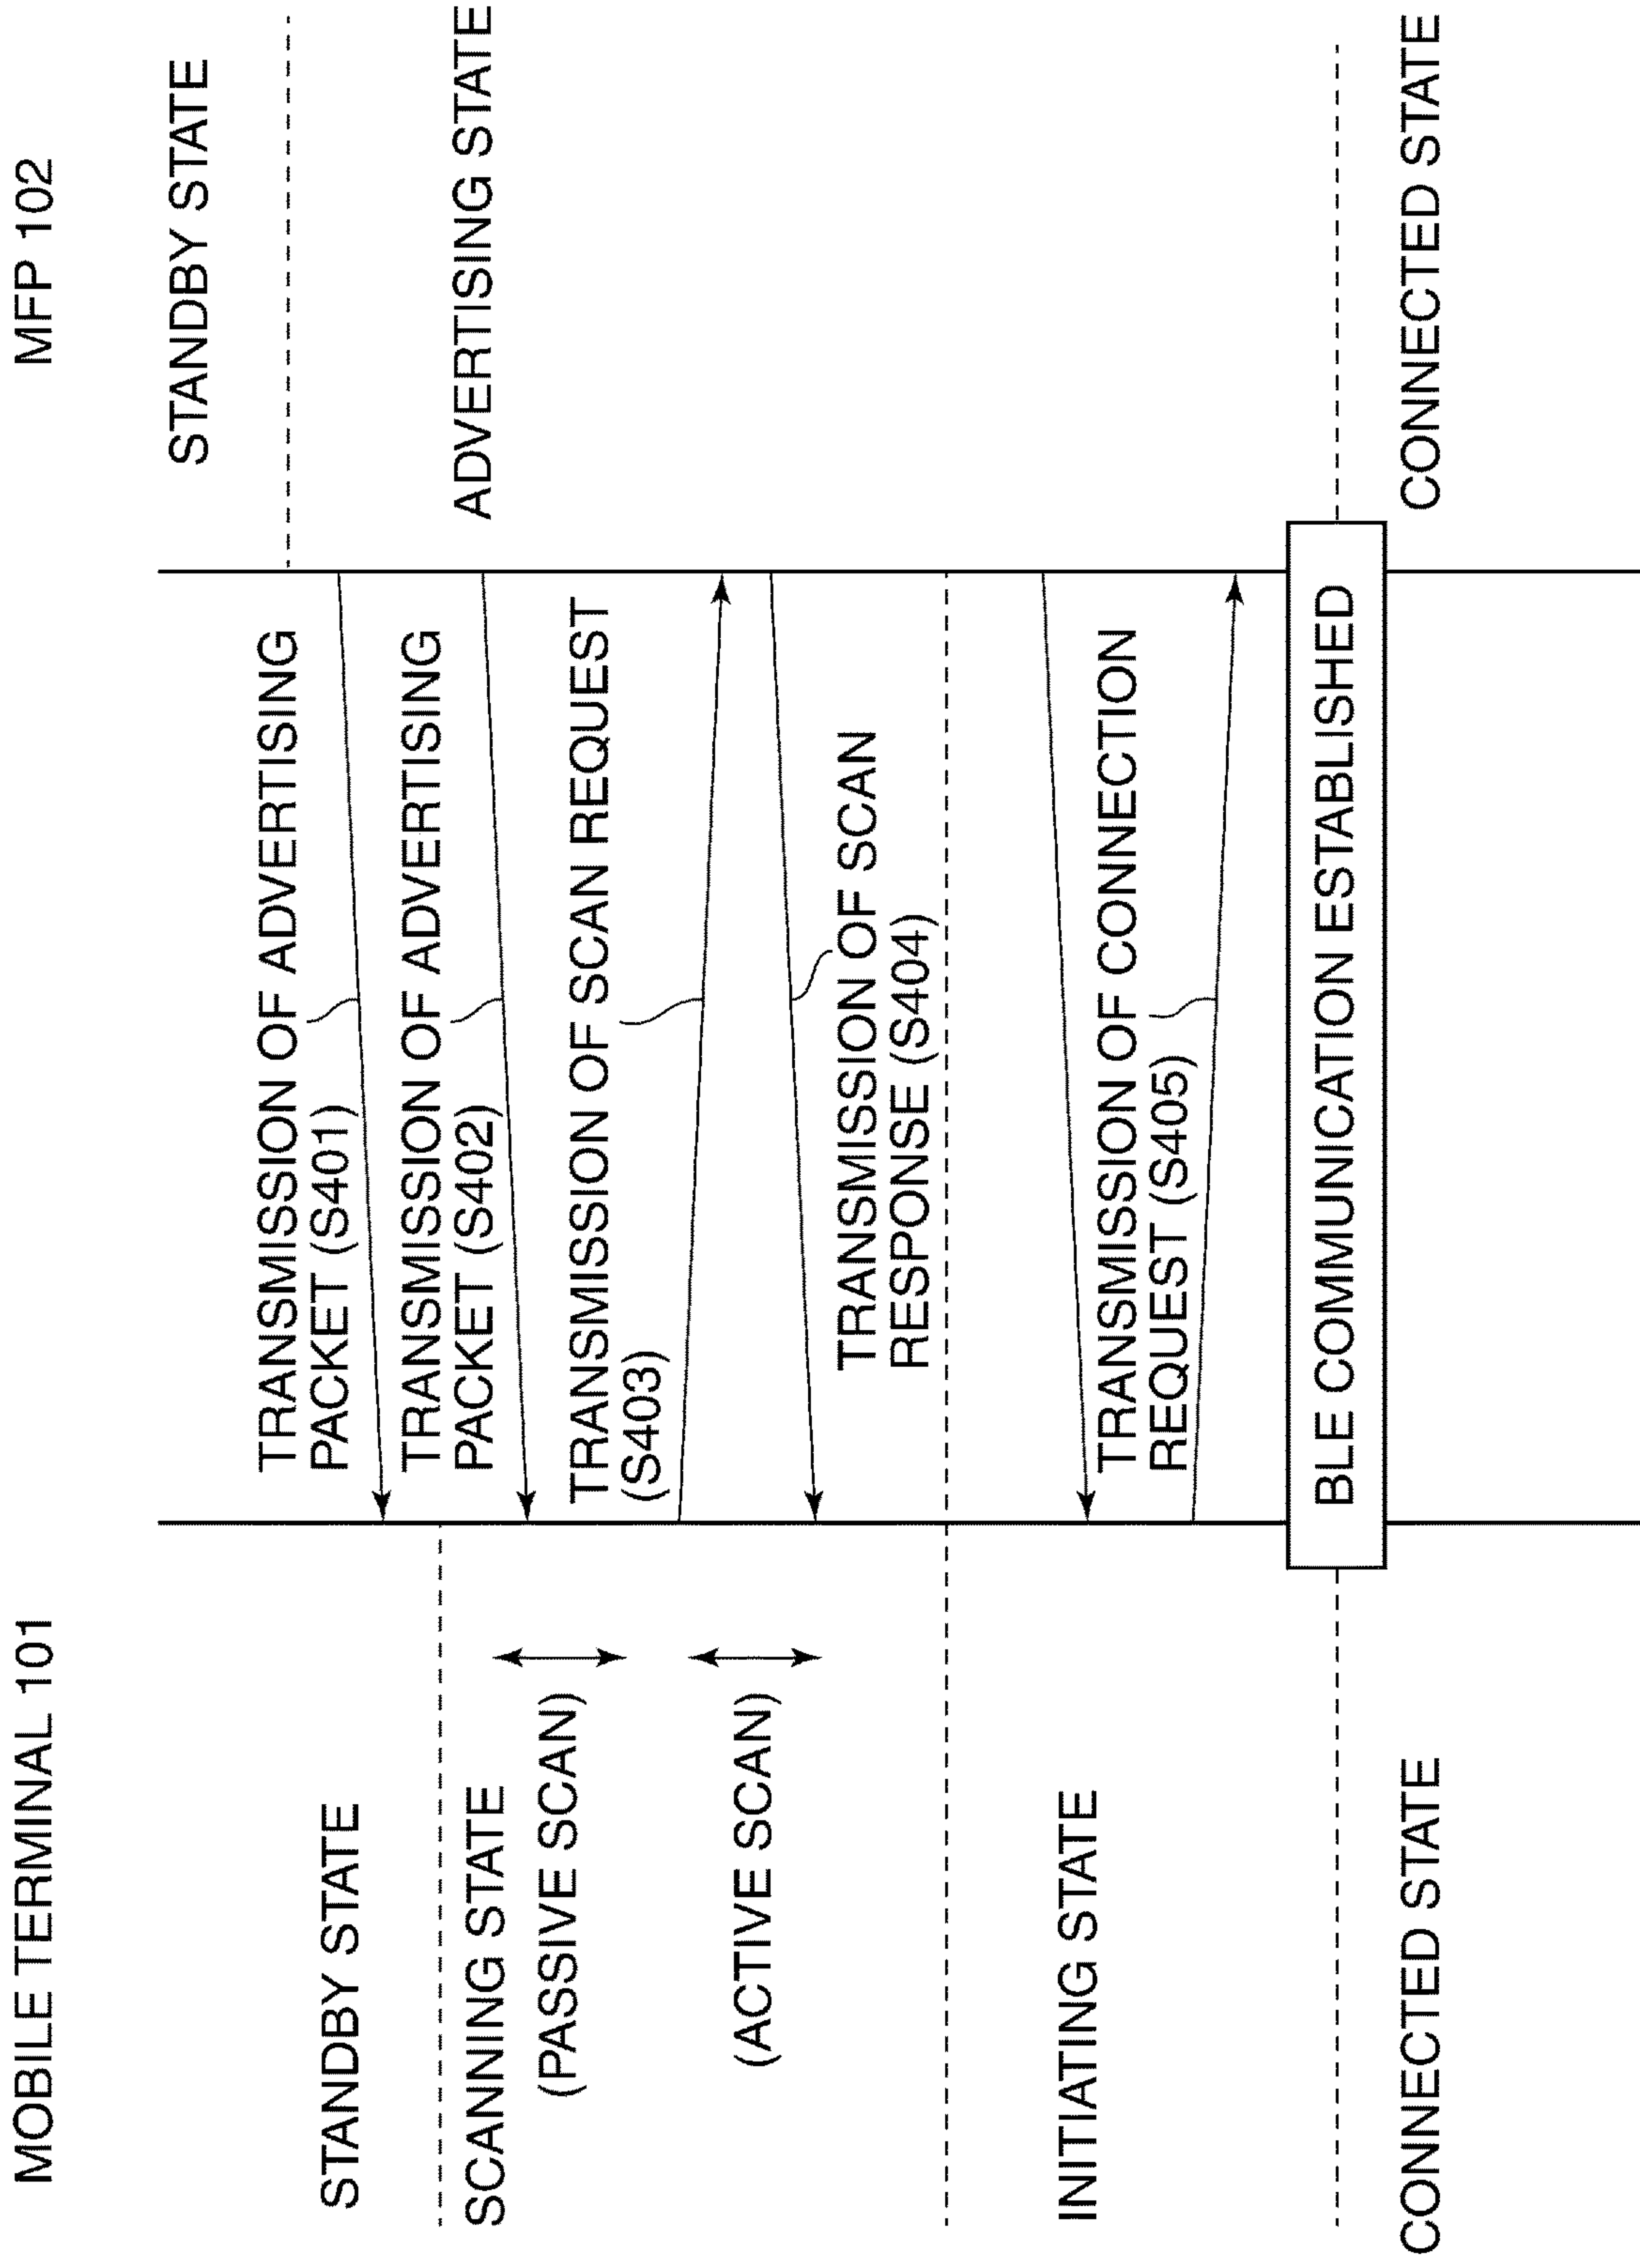 MOBILE TERMINAL 101
MFP 102
STANDBY STATE
TRANSMISSION OF ADVERTISING
PACKET (S401)
STANDBY STATE
TRANSMISSION OF ADVERTISING
PACKET (S402)
ADVERTISING STATE
SCANNING STATE
(PASSIVE SCAN)
TRANSMISSION OF SCAN REQUEST
(S403)
(ACTIVE SCAN)
TRANSMISSION OF SCAN
RESPONSE (S404)
INITIATING STATE
TRANSMISSION OF CONNECTION
REQUEST (S405)
BLE COMMUNICATION ESTABLISHED
CONNECTED STATE
CONNECTED STATE